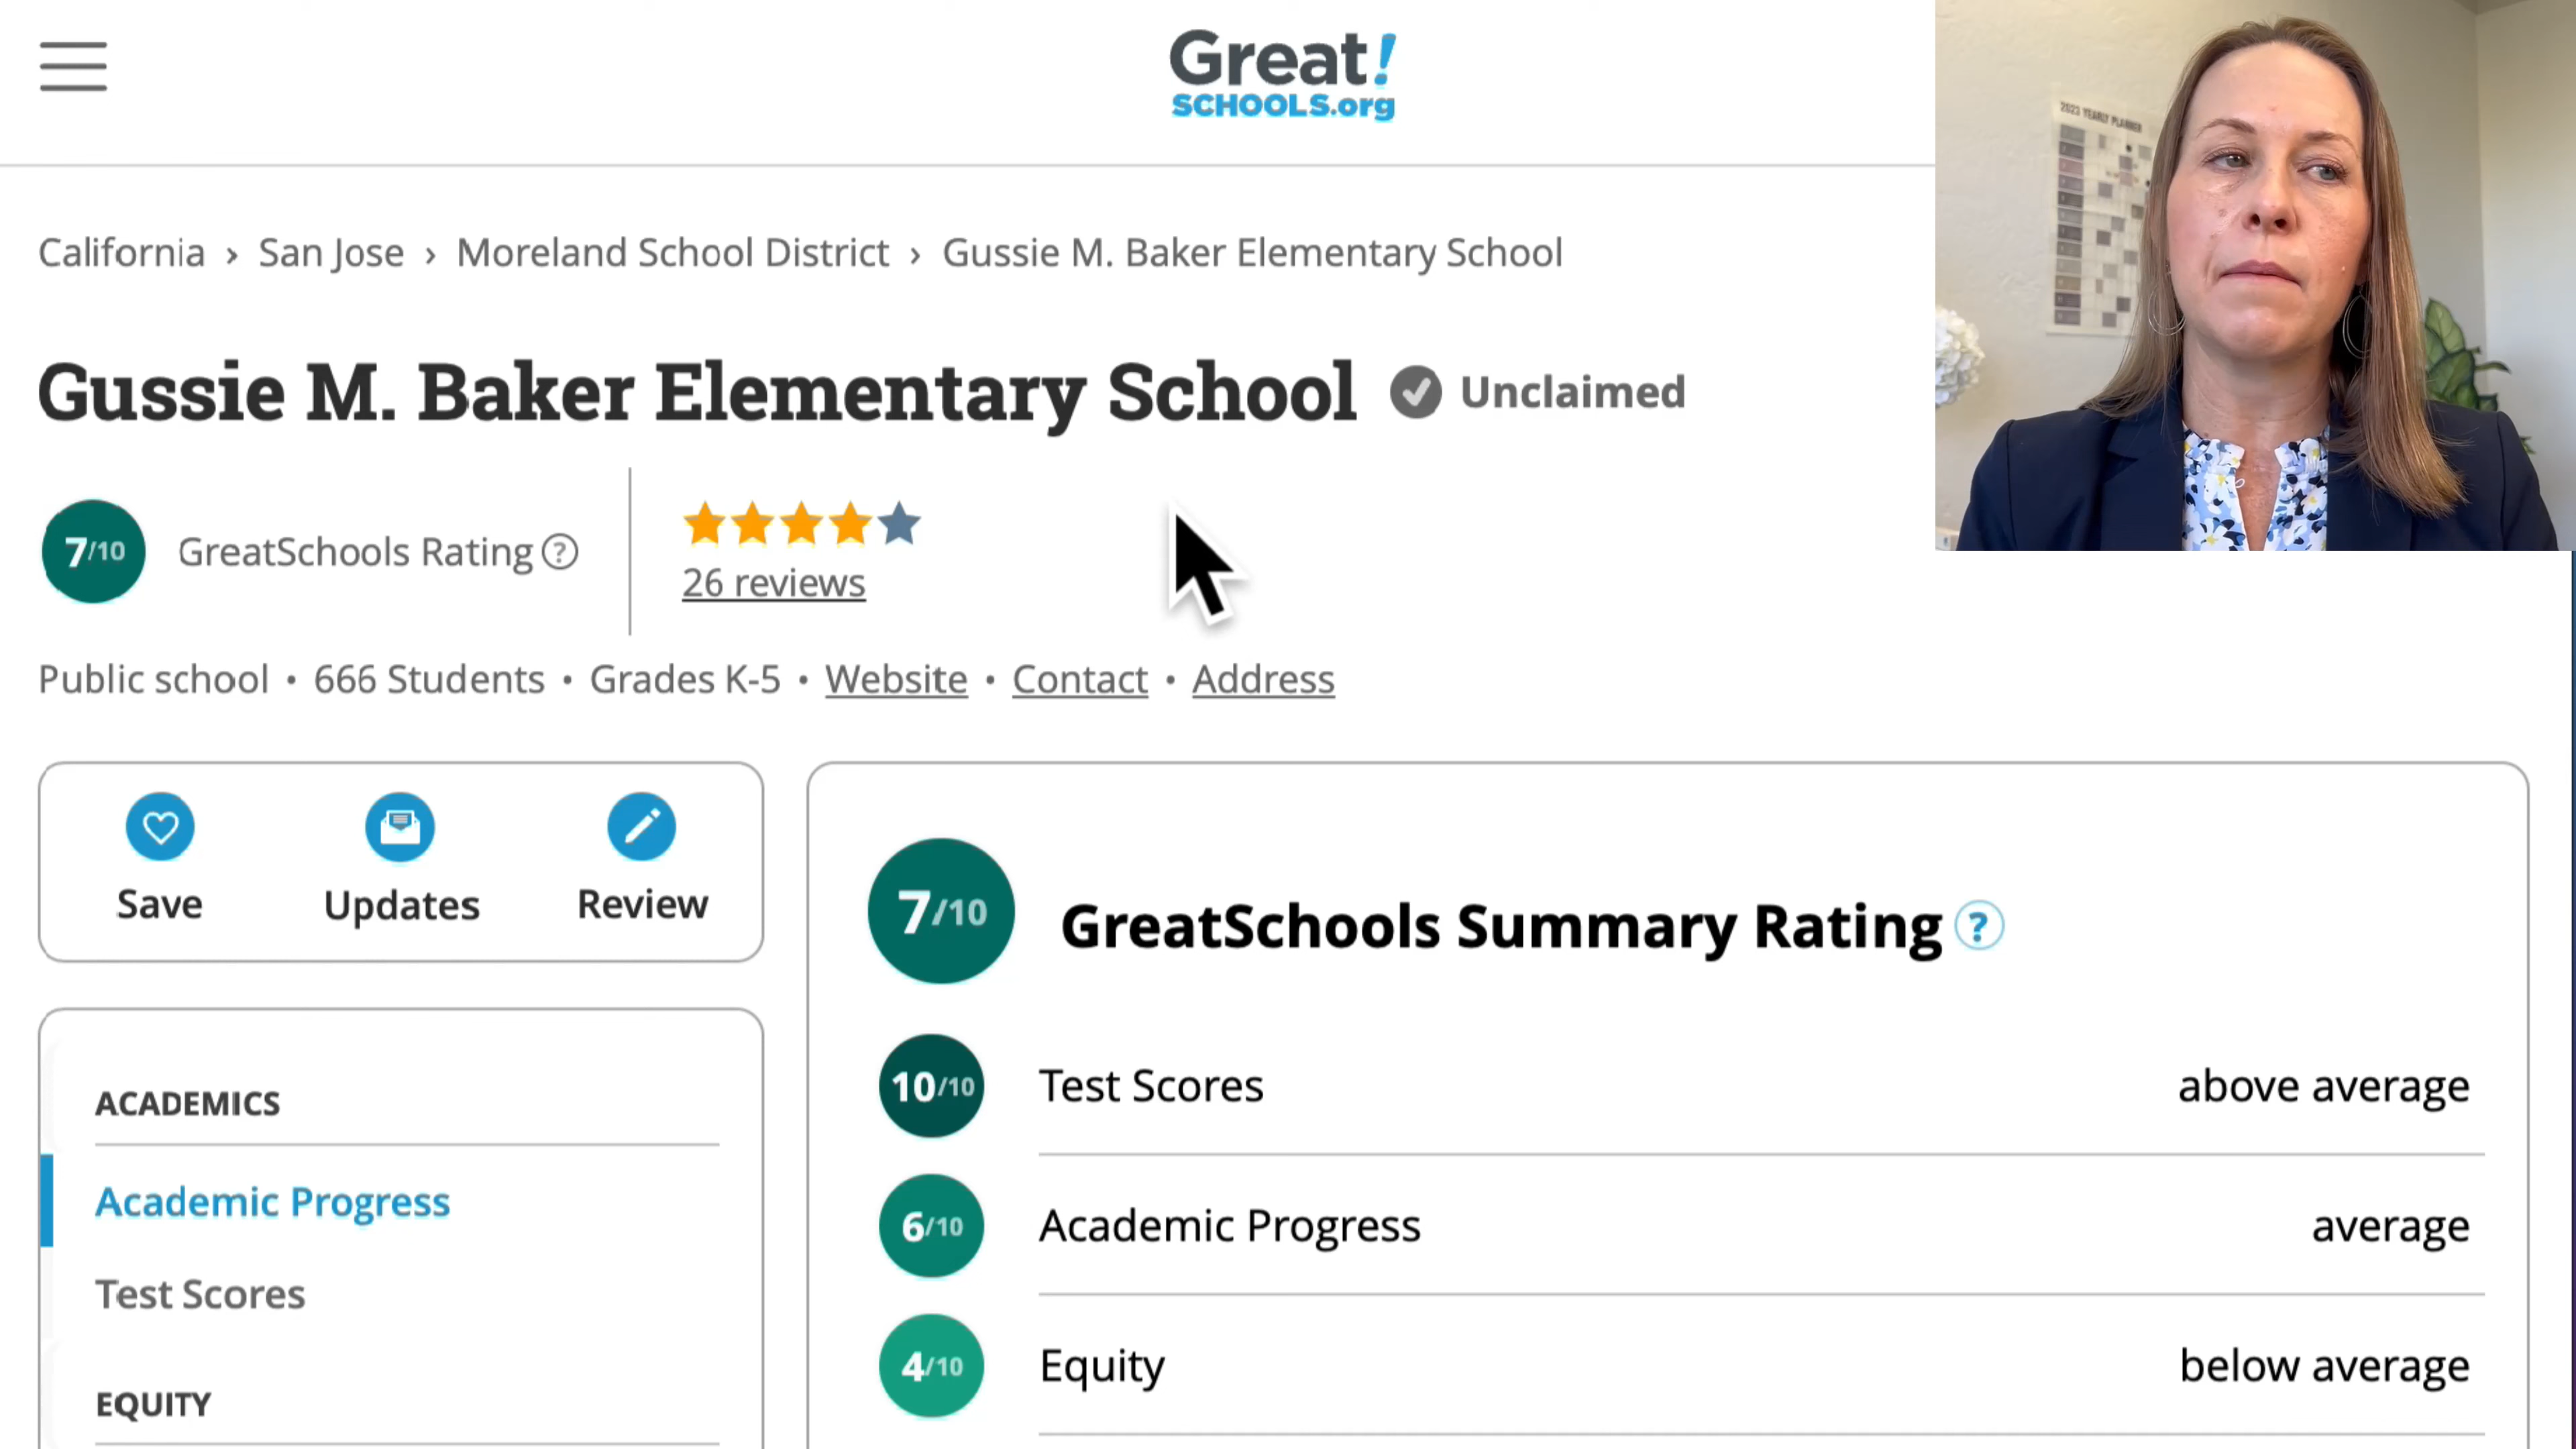 Great!
SCHOOLS.org
2023 YEARLY PLANNER
California › San Jose › Moreland School District › Gussie M. Baker Elementary School
Gussie M. Baker Elementary School Unclaimed
7/10 GreatSchools Rating ?
26 reviews
Public school • 666 Students • Grades K-5 • Website • Contact • Address
Save Updates Review
7/10 GreatSchools Summary Rating ?
10/10 Test Scores above average
6/10 Academic Progress average
4/10 Equity below average
ACADEMICS
Academic Progress
Test Scores
EQUITY